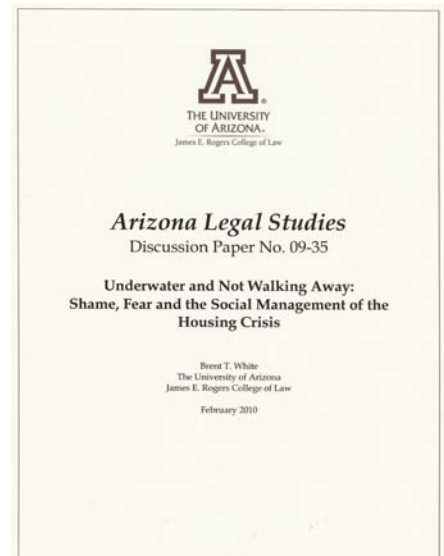 A
THE UNIVERSITY
OF ARIZONA.
James E. Rogers College of Law
Arizona Legal Studies
Discussion Paper No. 09-35
Underwater and Not Walking Away:
Shame, Fear and the Social Management of the
Housing Crisis
Brent T. White
The University of Arizona
James E. Rogers College of Law
February 2010